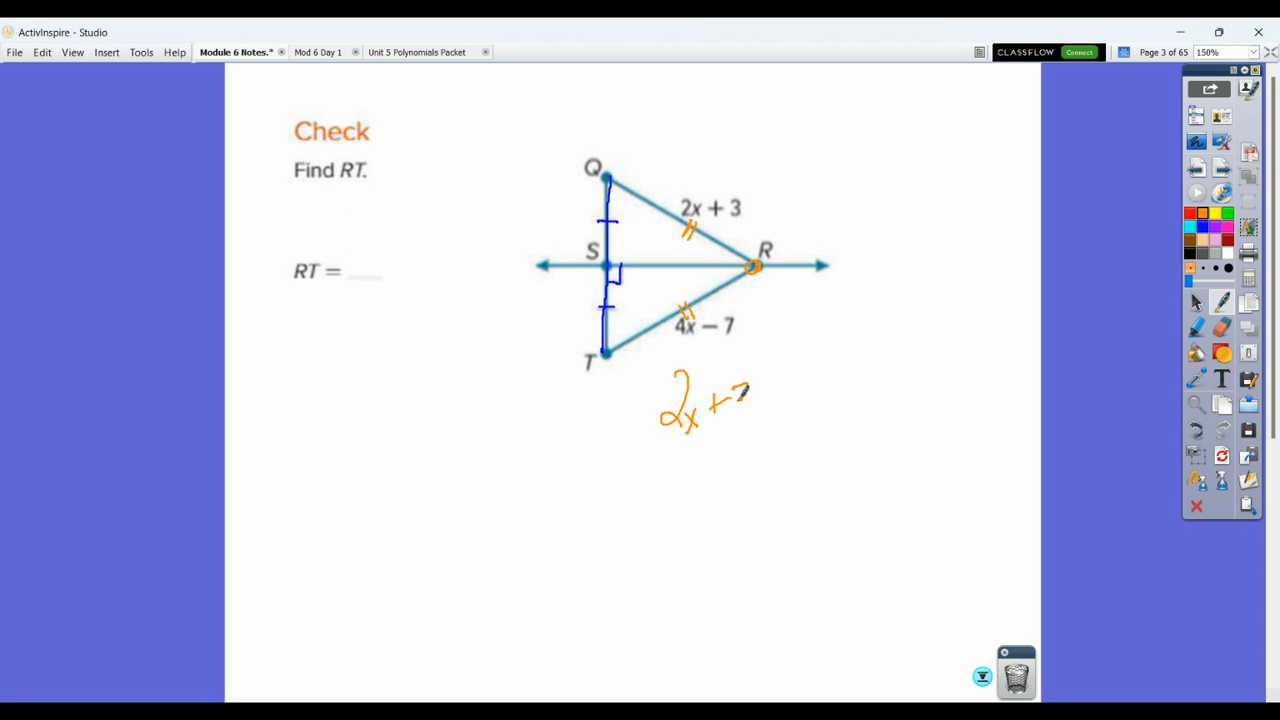 ActivInspire - Studio
File Edit View Insert Tools Help
Module 6 Notes.* Mod 6 Day 1 Unit 5 Polynomials Packet
CLASSFLOW Connect
Page 3 of 65 150%
Check
Find RT.
RT =
Q
2x + 3
S
R
4x – 7
T
2x +